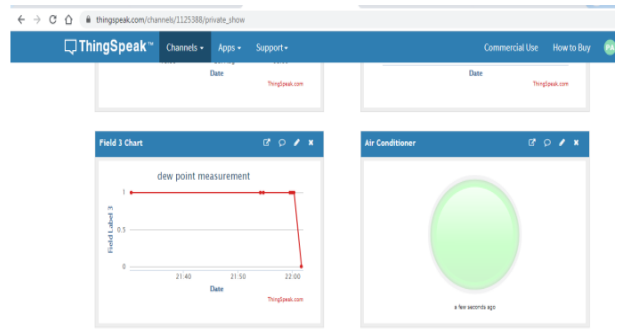 thingspeak.com/channels/1125388/private_show
ThingSpeak™ Channels Apps Support Commercial Use How to Buy PA
Date Date
ThingSpeak.com ThingSpeak.com
Field 3 Chart Air Conditioner
dew point measurement
1
Field Label 3
0.5
0
21:40 21:50 22:00
Date
ThingSpeak.com
a few seconds ago